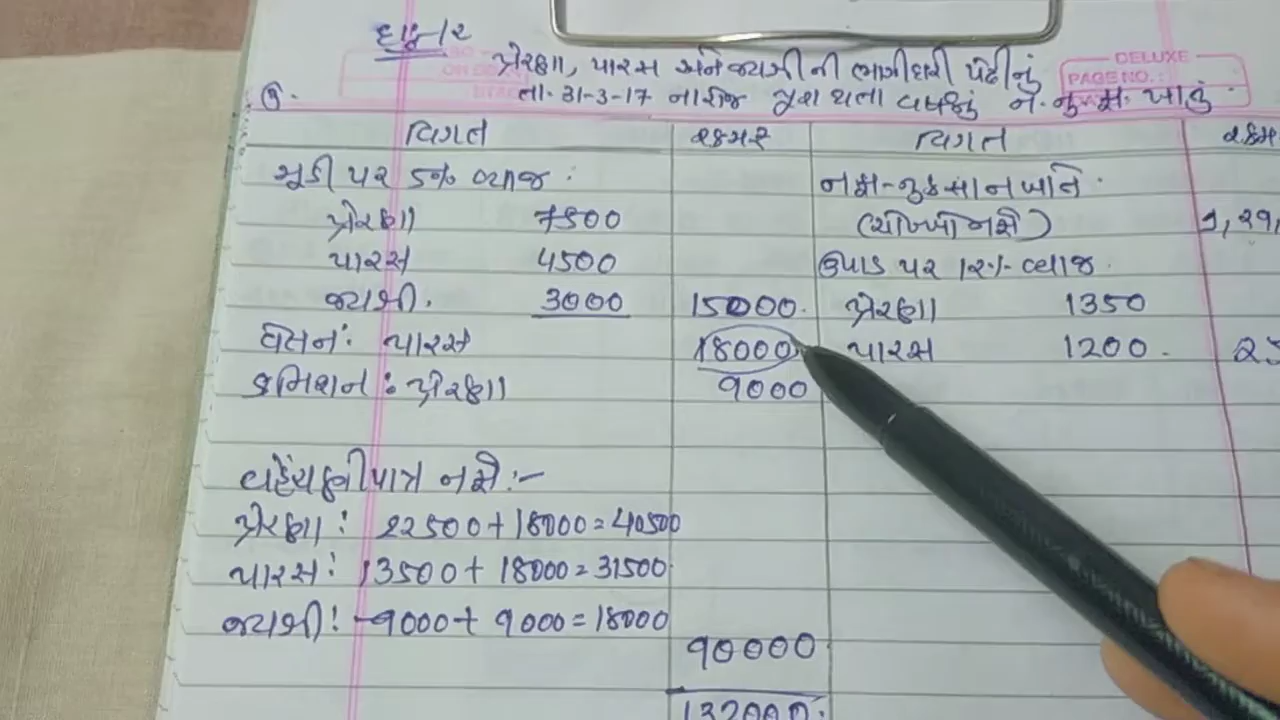 દાખલ-૧૨
પ્રેરણા, પારસ અને જયશ્રીની ભાગીદારી પેઢીનું
તા. 31-3-17 નારોજ પુરા થતા વર્ષનું ન. નુ. ફા. ખાતું.
DELUXE
PAGE NO.:
વિગત રકમ ર વિગત રકમ
મૂડી પર 5% વ્યાજ : નફા-નુકસાન ખાતે.
પ્રેરણા 7500 (ચોખ્ખો નફો) 1,29,
પારસ 4500 ઉપાડ પર 12% વ્યાજ.
જયશ્રી. 3000 15000. પ્રેરણા 1350
વેતન: પારસ 18000 પારસ 1200.
કમિશન: પ્રેરણા 9000
વહેંચણીપાત્ર નફો:-
પ્રેરણા: 22500 + 18000 = 40500
પારસ: 13500 + 18000 = 31500
જયશ્રી: 9000 + 9000 = 18000
90000
132000.